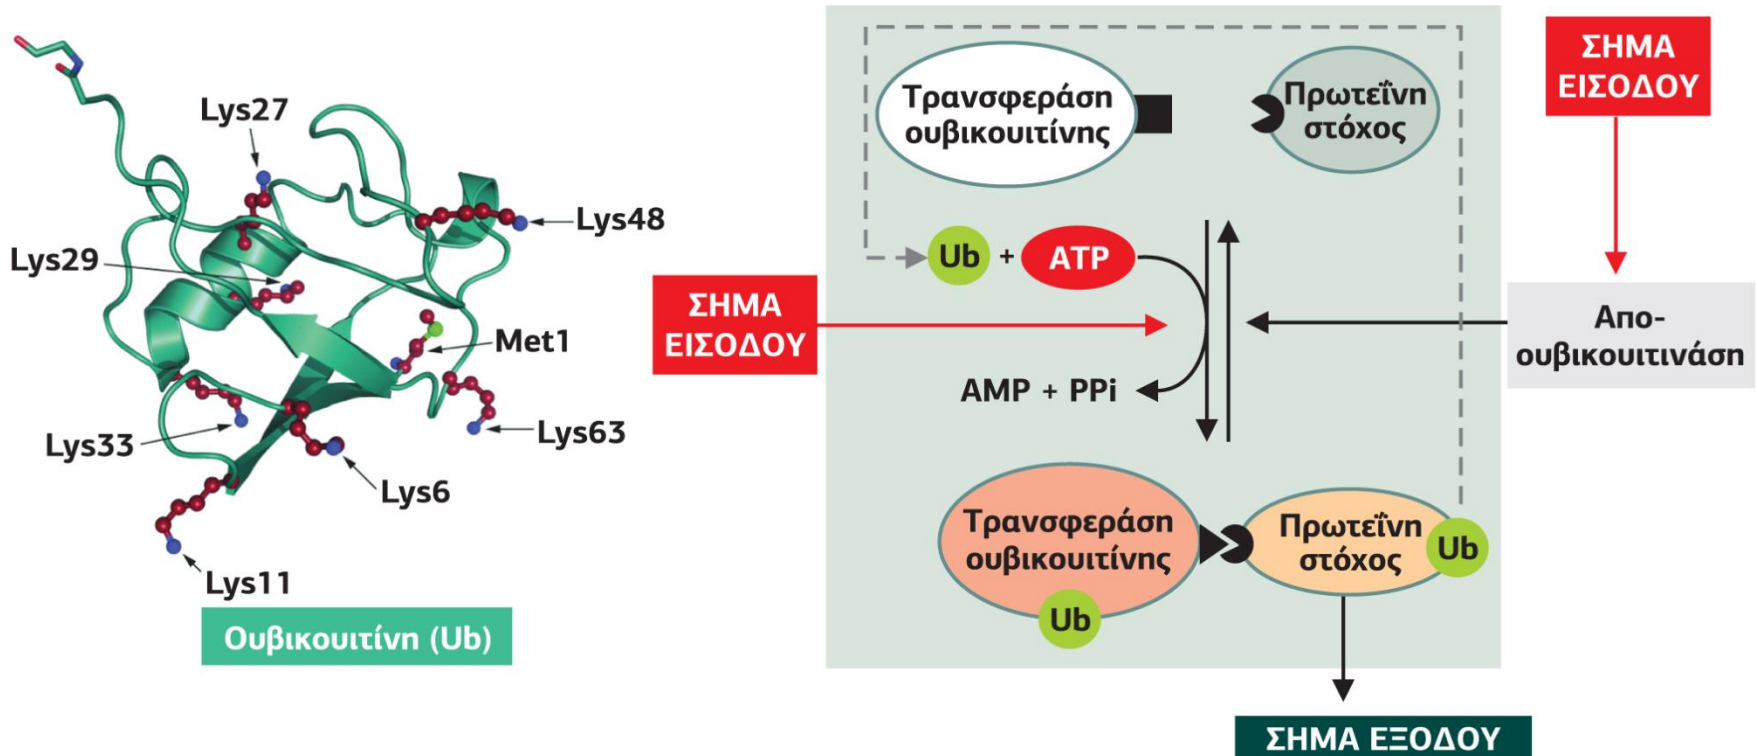 Lys27
Lys48
Lys29
Met1
Lys33
Lys63
Lys6
Lys11
Ουβικουιτίνη (Ub)
Τρανσφεράση
ουβικουιτίνης
Πρωτεΐνη
στόχος
ΣΗΜΑ
ΕΙΣΟΔΟΥ
Ub + ATP
ΣΗΜΑ
ΕΙΣΟΔΟΥ
Απο-
ουβικουιτινάση
AMP + PPi
Τρανσφεράση
ουβικουιτίνης
Ub
Πρωτεΐνη
στόχος
Ub
ΣΗΜΑ ΕΞΟΔΟΥ